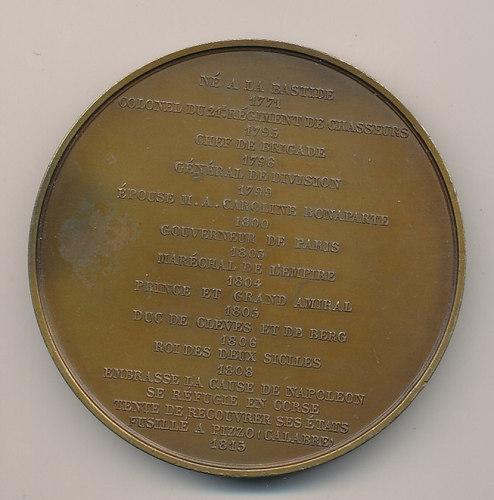 NÉ A LA BASTIDE
1771
COLONEL DU 21E RÉGIMENT DE CHASSEURS
1795
CHEF DE BRIGADE
1796
GÉNÉRAL DE DIVISION
1799
ÉPOUSE M. A. CAROLINE BONAPARTE
1800
GOUVERNEUR DE PARIS
1803
MARÉCHAL DE L'EMPIRE
1804
PRINCE ET GRAND AMIRAL
1805
DUC DE CLÈVES ET DE BERG
1806
ROI DES DEUX SICILES
1808
EMBRASSE LA CAUSE DE NAPOLEON
SE RÉFUGIE EN CORSE
TENTE DE RECOUVRER SES ÉTATS
FUSILLÉ A PIZZO (CALABRE)
1815